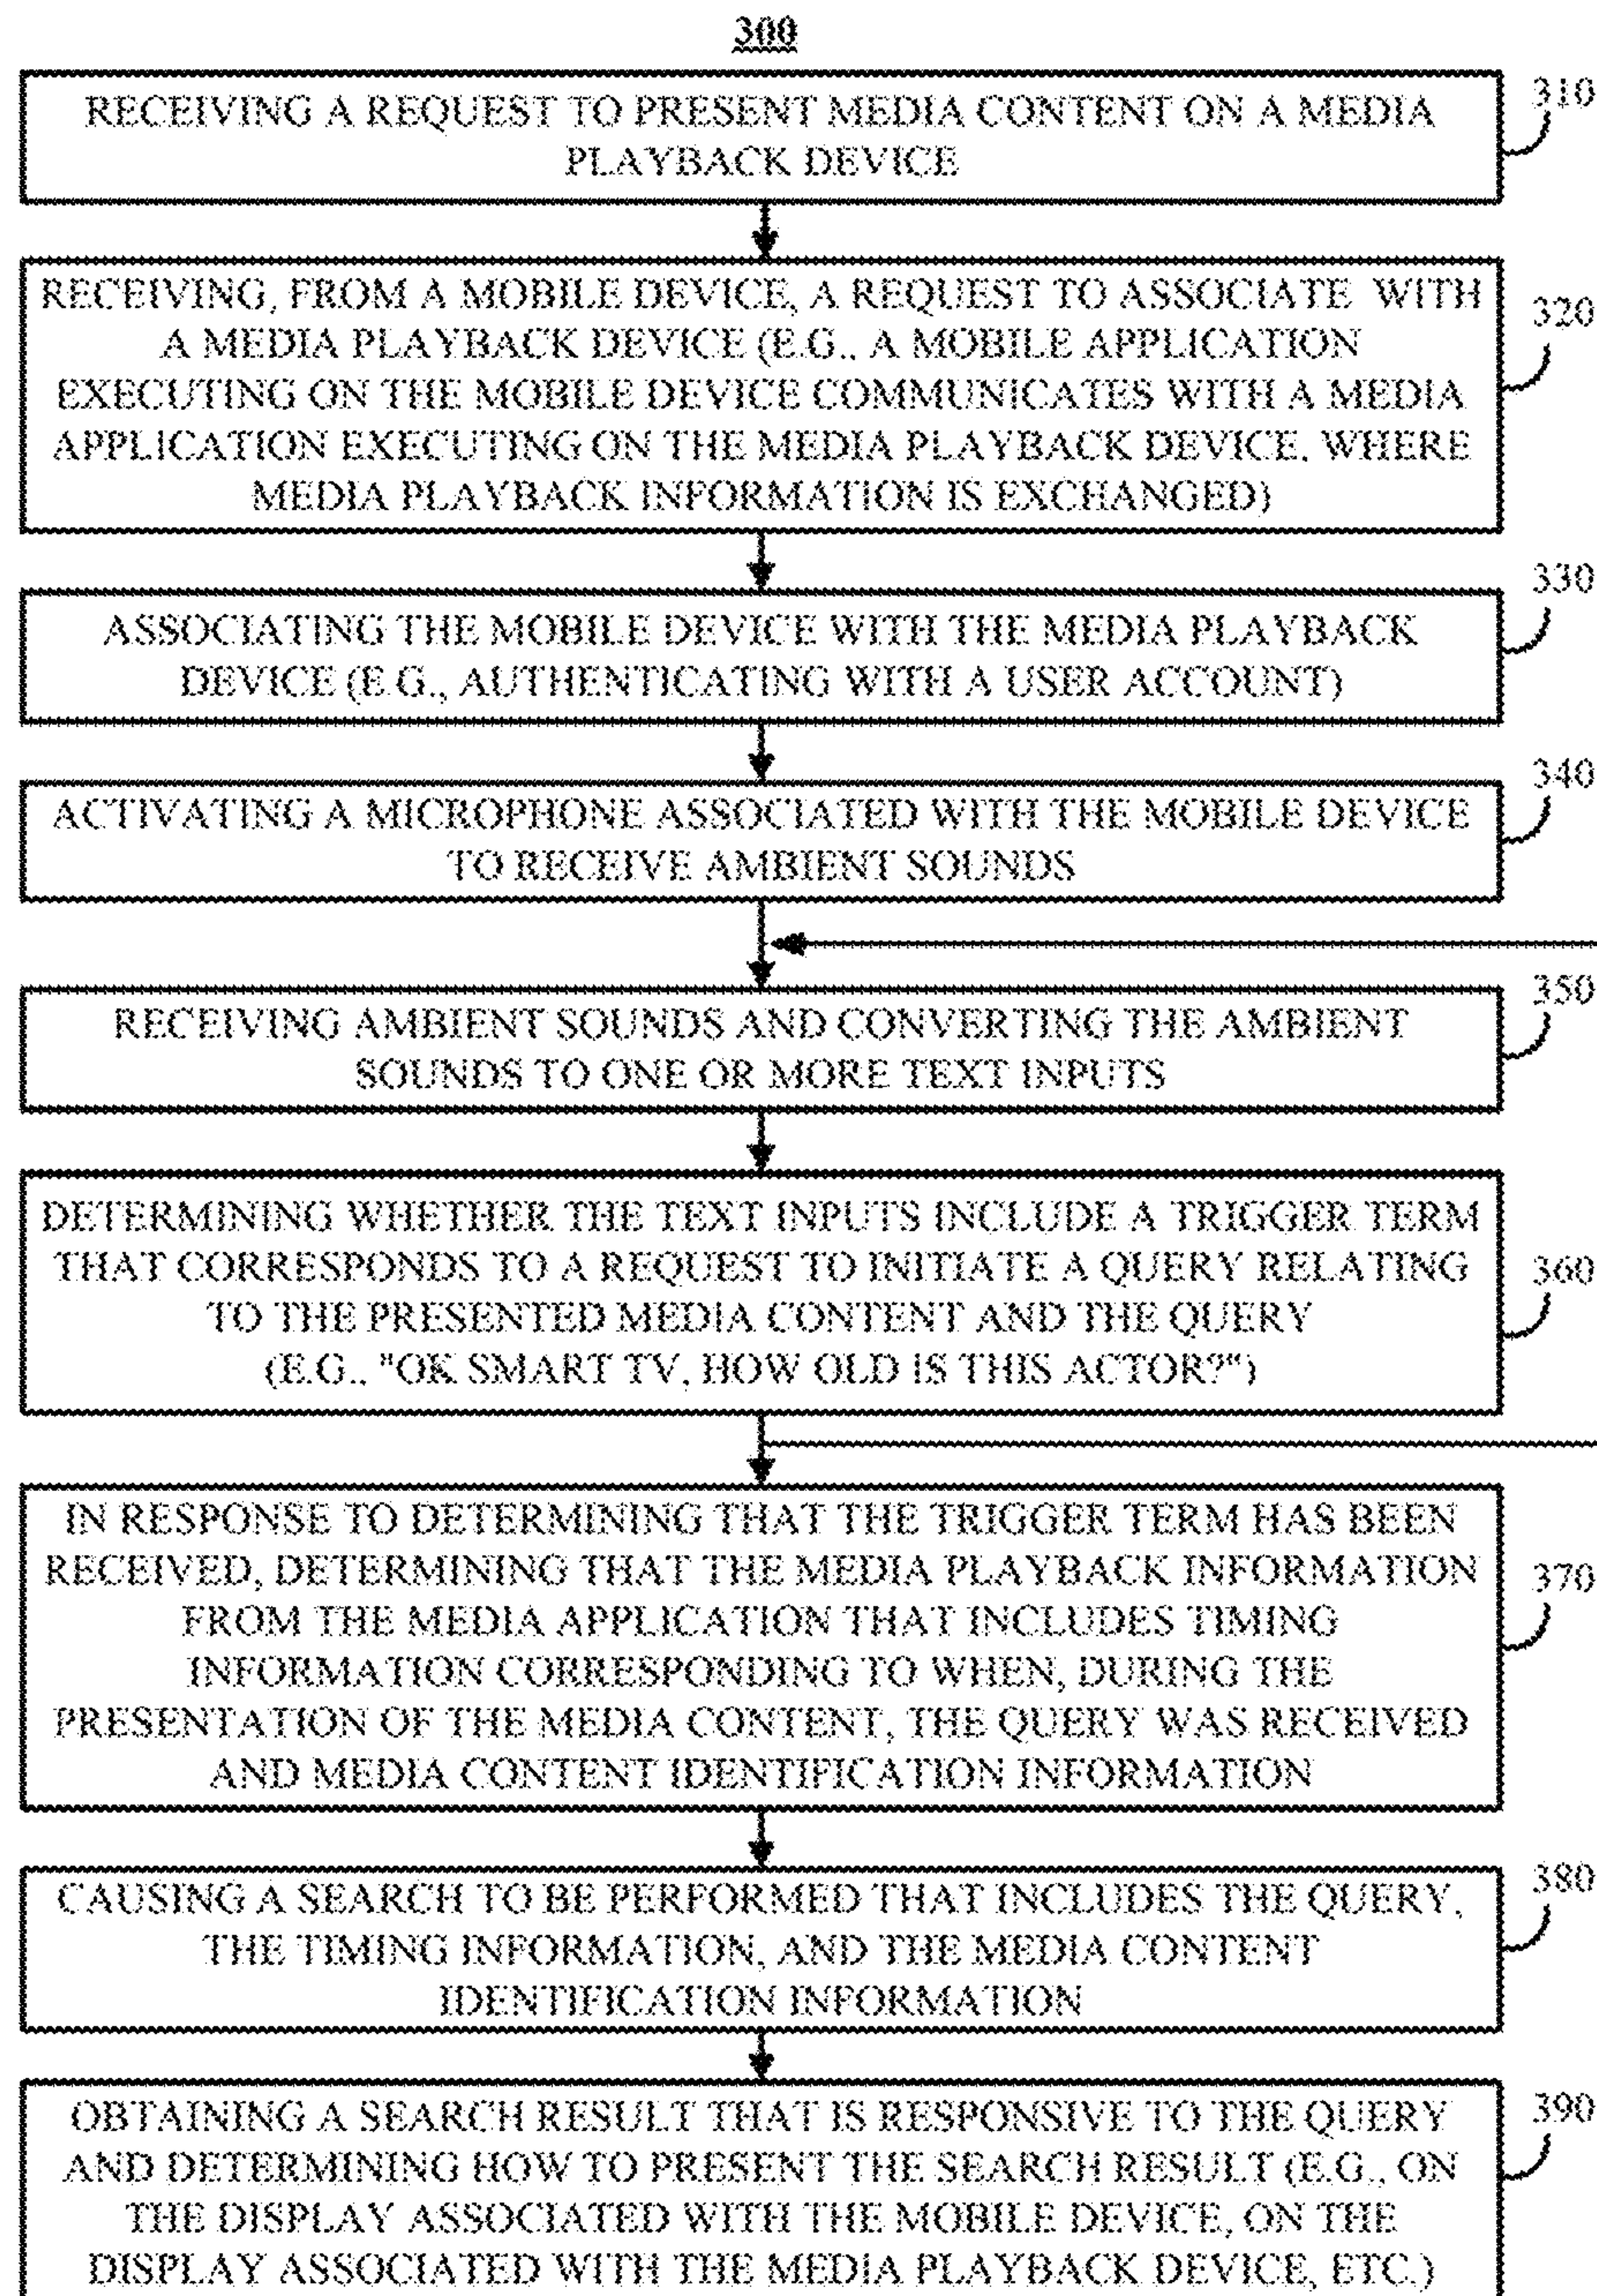 300
310
RECEIVING A REQUEST TO PRESENT MEDIA CONTENT ON A MEDIA
PLAYBACK DEVICE
RECEIVING, FROM A MOBILE DEVICE, A REQUEST TO ASSOCIATE WITH
320
A MEDIA PLAYBACK DEVICE (E.G., A MOBILE APPLICATION
EXECUTING ON THE MOBILE DEVICE COMMUNICATES WITH A MEDIA
APPLICATION EXECUTING ON THE MEDIA PLAYBACK DEVICE, WHERE
MEDIA PLAYBACK INFORMATION IS EXCHANGED)
330
ASSOCIATING THE MOBILE DEVICE WITH THE MEDIA PLAYBACK
DEVICE (E.G., AUTHENTICATING WITH A USER ACCOUNT)
340
ACTIVATING A MICROPHONE ASSOCIATED WITH THE MOBILE DEVICE
TO RECEIVE AMBIENT SOUNDS
350
RECEIVING AMBIENT SOUNDS AND CONVERTING THE AMBIENT
SOUNDS TO ONE OR MORE TEXT INPUTS
DETERMINING WHETHER THE TEXT INPUTS INCLUDE A TRIGGER TERM
THAT CORRESPONDS TO A REQUEST TO INITIATE A QUERY RELATING
360
TO THE PRESENTED MEDIA CONTENT AND THE QUERY
(E.G., "OK SMART TV, HOW OLD IS THIS ACTOR?")
IN RESPONSE TO DETERMINING THAT THE TRIGGER TERM HAS BEEN
RECEIVED, DETERMINING THAT THE MEDIA PLAYBACK INFORMATION
370
FROM THE MEDIA APPLICATION THAT INCLUDES TIMING
INFORMATION CORRESPONDING TO WHEN, DURING THE
PRESENTATION OF THE MEDIA CONTENT, THE QUERY WAS RECEIVED
AND MEDIA CONTENT IDENTIFICATION INFORMATION
380
CAUSING A SEARCH TO BE PERFORMED THAT INCLUDES THE QUERY,
THE TIMING INFORMATION, AND THE MEDIA CONTENT
IDENTIFICATION INFORMATION
390
OBTAINING A SEARCH RESULT THAT IS RESPONSIVE TO THE QUERY
AND DETERMINING HOW TO PRESENT THE SEARCH RESULT (E.G., ON
THE DISPLAY ASSOCIATED WITH THE MOBILE DEVICE, ON THE
DISPLAY ASSOCIATED WITH THE MEDIA PLAYBACK DEVICE, ETC.)